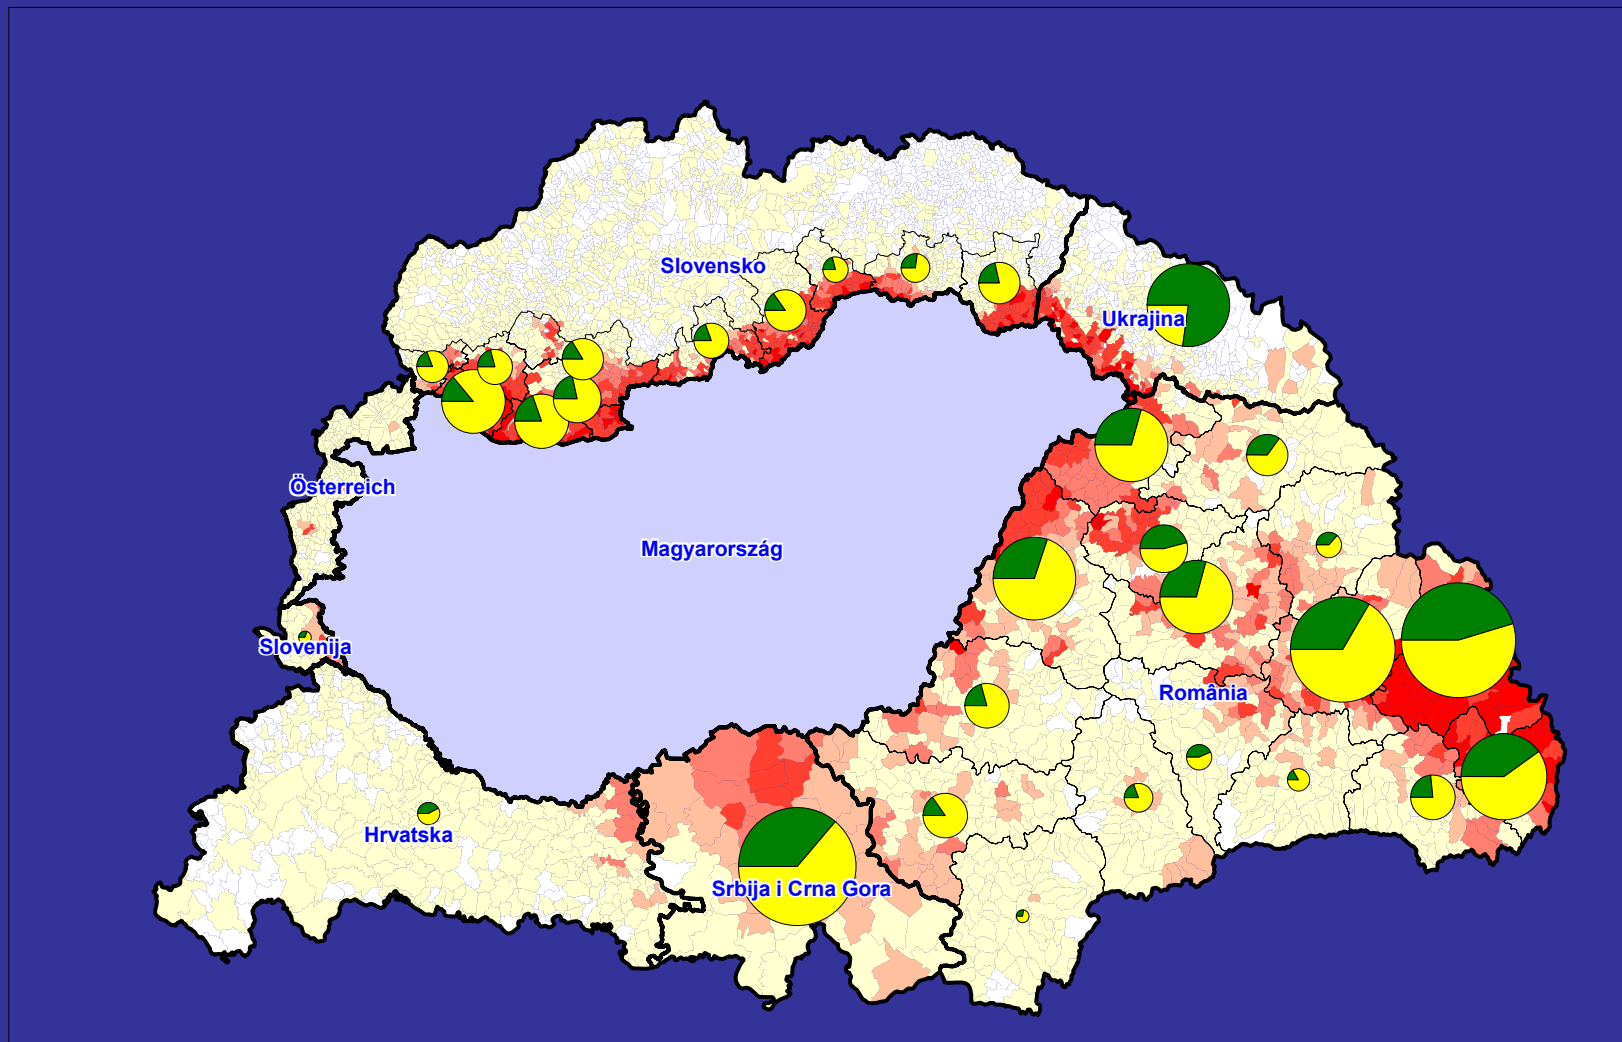 Slovensko
Ukrajina
Österreich
Magyarország
Slovenija
România
Hrvatska
Srbija i Crna Gora